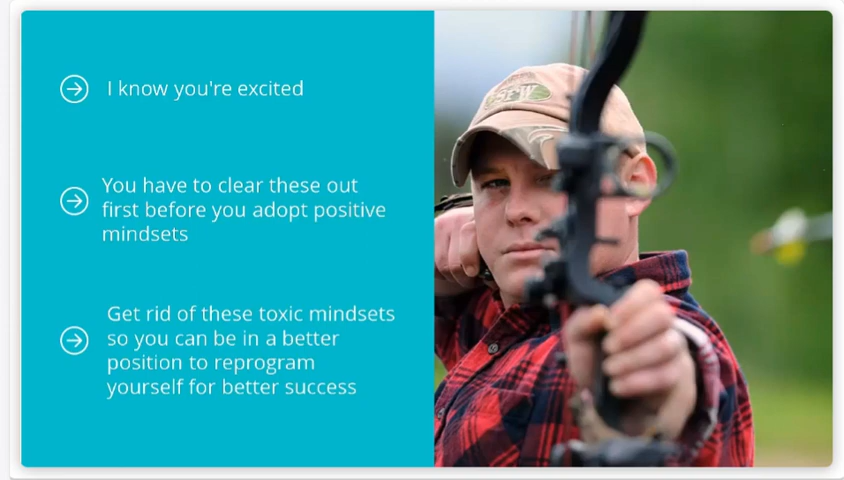 I know you're excited
You have to clear these out
first before you adopt positive
mindsets
Get rid of these toxic mindsets
so you can be in a better
position to reprogram
yourself for better success